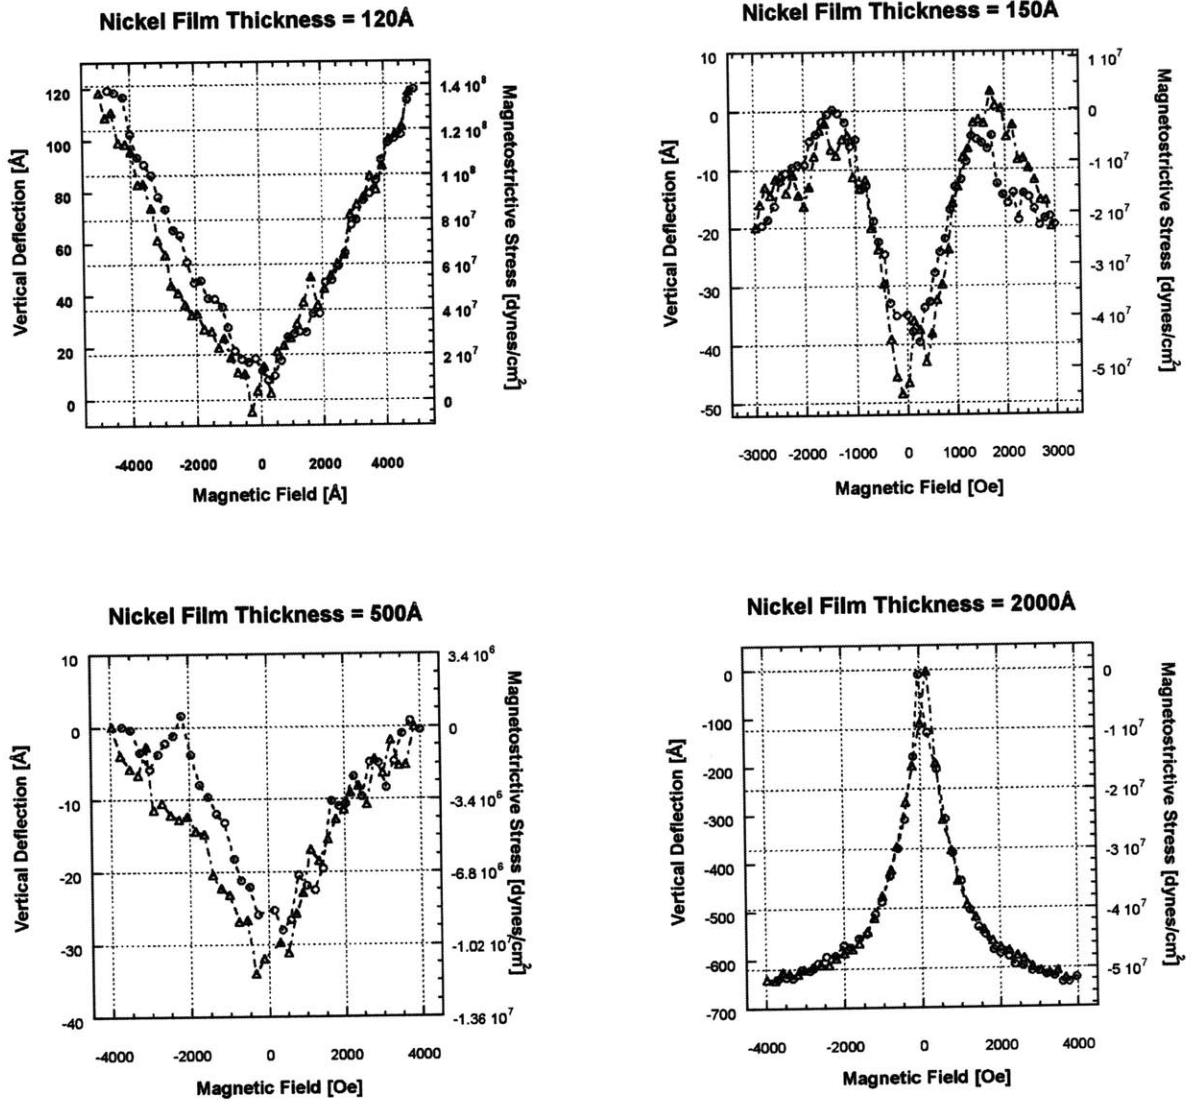 Nickel Film Thickness = 120Å
Vertical Deflection [Å]
120
100
80
60
40
20
0
1.4 10⁸
1.2 10⁸
1 10⁸
8 10⁷
6 10⁷
4 10⁷
2 10⁷
0
Magnetostrictive Stress [dynes/cm²]
-4000 -2000 0 2000 4000
Magnetic Field [Å]
Nickel Film Thickness = 150Å
Vertical Deflection [Å]
10
0
-10
-20
-30
-40
-50
1 10⁷
0
-1 10⁷
-2 10⁷
-3 10⁷
-4 10⁷
-5 10⁷
Magnetostrictive Stress [dynes/cm²]
-3000 -2000 -1000 0 1000 2000 3000
Magnetic Field [Oe]
Nickel Film Thickness = 500Å
Vertical Deflection [Å]
10
0
-10
-20
-30
-40
3.4 10⁶
0
-3.4 10⁶
-6.8 10⁶
-1.02 10⁷
-1.36 10⁷
Magnetostrictive Stress [dynes/cm²]
-4000 -2000 0 2000 4000
Magnetic Field [Oe]
Nickel Film Thickness = 2000Å
Vertical Deflection [Å]
0
-100
-200
-300
-400
-500
-600
-700
0
-1 10⁷
-2 10⁷
-3 10⁷
-4 10⁷
-5 10⁷
Magnetostrictive Stress [dynes/cm²]
-4000 -2000 0 2000 4000
Magnetic Field [Oe]